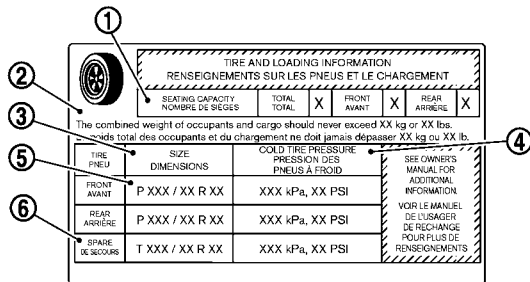 1
TIRE AND LOADING INFORMATION
RENSEIGNEMENTS SUR LES PNEUS ET LE CHARGEMENT
SEATING CAPACITY
NOMBRE DE SIÈGES
TOTAL
TOTAL
X
FRONT
AVANT
X
REAR
ARRIÈRE
X
2
The combined weight of occupants and cargo should never exceed XX kg or XX lbs.
poids total des occupants et du chargement ne doit jamais dépasser XX kg ou XX lb.
3
4
TIRE
PNEU
SIZE
DIMENSIONS
COLD TIRE PRESSURE
PRESSION DES
PNEUS À FROID
SEE OWNER'S
MANUAL FOR
ADDITIONAL
INFORMATION.
VOIR LE MANUEL
DE L'USAGER
DE RECHANGE
POUR PLUS DE
RENSEIGNEMENTS
5
FRONT
AVANT
P XXX / XX R XX
XXX kPa, XX PSI
REAR
ARRIÈRE
P XXX / XX R XX
XXX kPa, XX PSI
6
SPARE
DE SECOURS
T XXX / XX R XX
XXX kPa, XX PSI